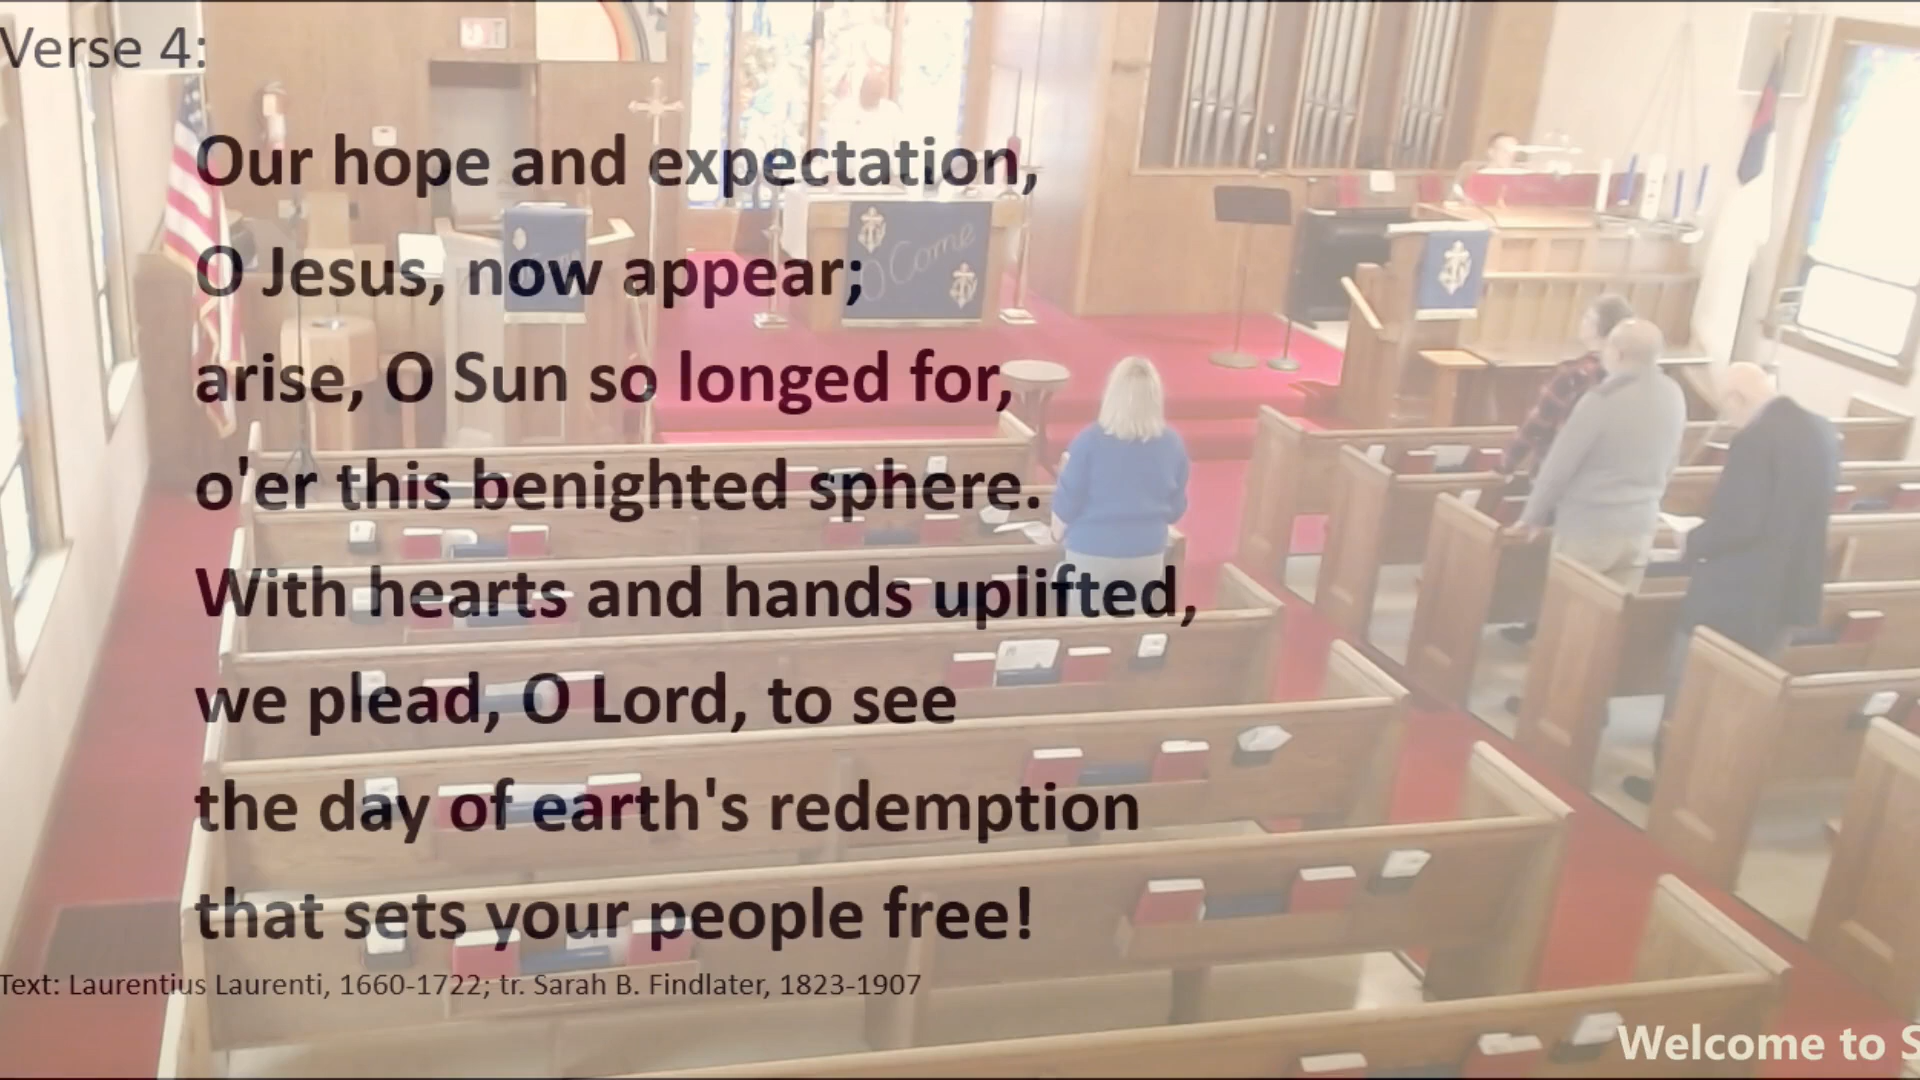 Verse 4:
Our hope and expectation,
O Jesus, now appear;
O Come
arise, O Sun so longed for,
o'er this benighted sphere.
With hearts and hands uplifted,
we plead, O Lord, to see
the day of earth's redemption
that sets your people free!
Text: Laurentius Laurenti, 1660-1722; tr. Sarah B. Findlater, 1823-1907
Welcome to S